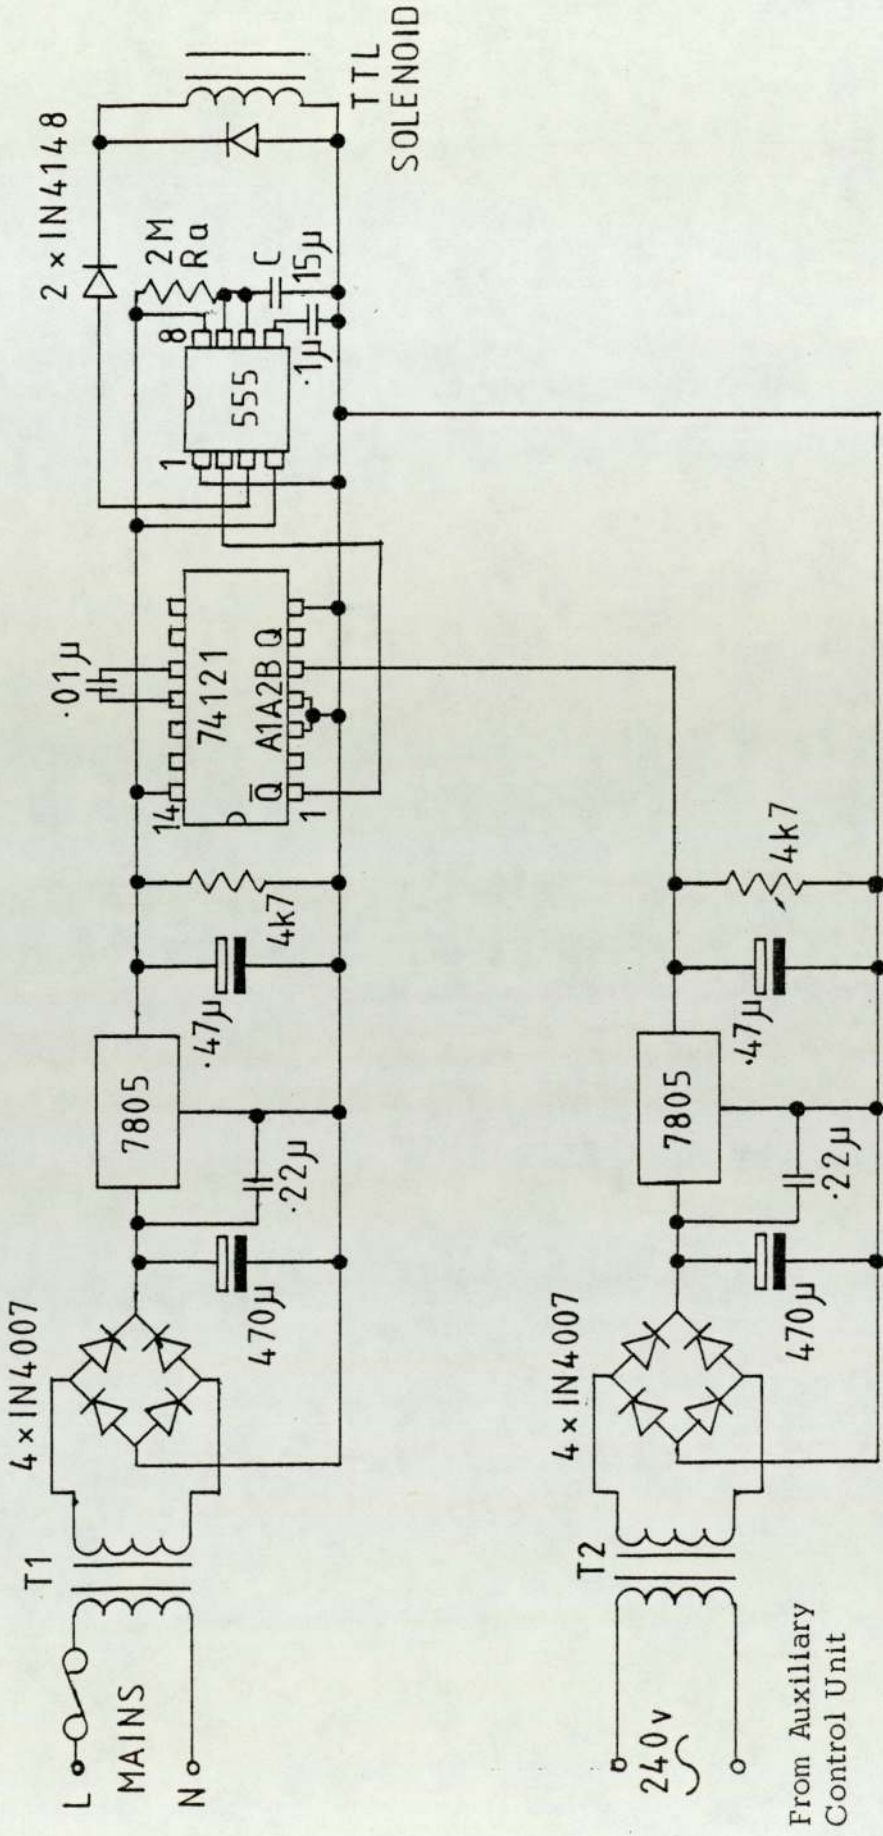 2 × IN4148
TTL
SOLENOID
2M
Ra
C
15µ
.1µ
8
555
1
.01µ
14
74121
Q̅ A1A2B Q
1
4k7
.47µ
7805
.22µ
470µ
4 × IN4007
T1
L
MAINS
N
4k7
.47µ
7805
.22µ
470µ
4 × IN4007
T2
240v
From Auxiliary
Control Unit